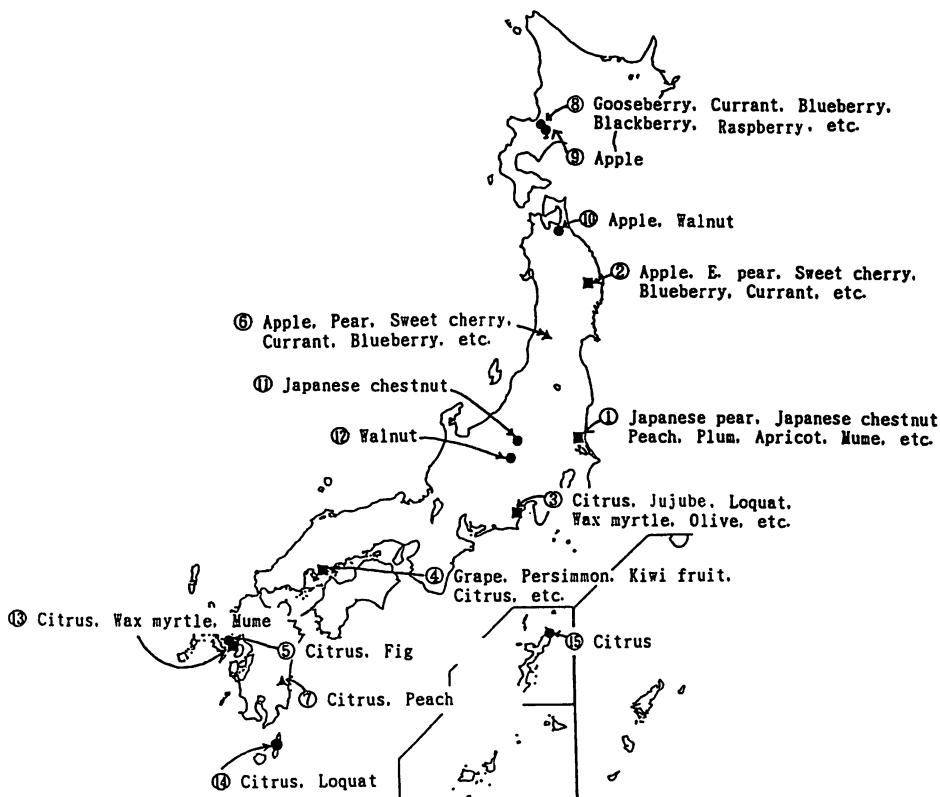 ⑧ Gooseberry, Currant, Blueberry,
Blackberry, Raspberry, etc.
⑨ Apple
⑩ Apple, Walnut
② Apple, E. pear, Sweet cherry,
Blueberry, Currant, etc.
⑥ Apple, Pear, Sweet cherry,
Currant, Blueberry, etc.
⑪ Japanese chestnut
① Japanese pear, Japanese chestnut
Peach, Plum, Apricot, Mume, etc.
⑫ Walnut
③ Citrus, Jujube, Loquat,
Wax myrtle, Olive, etc.
④ Grape, Persimmon, Kiwi fruit,
Citrus, etc.
⑬ Citrus, Wax myrtle, Mume
⑤ Citrus, Fig
⑮ Citrus
⑦ Citrus, Peach
⑭ Citrus, Loquat